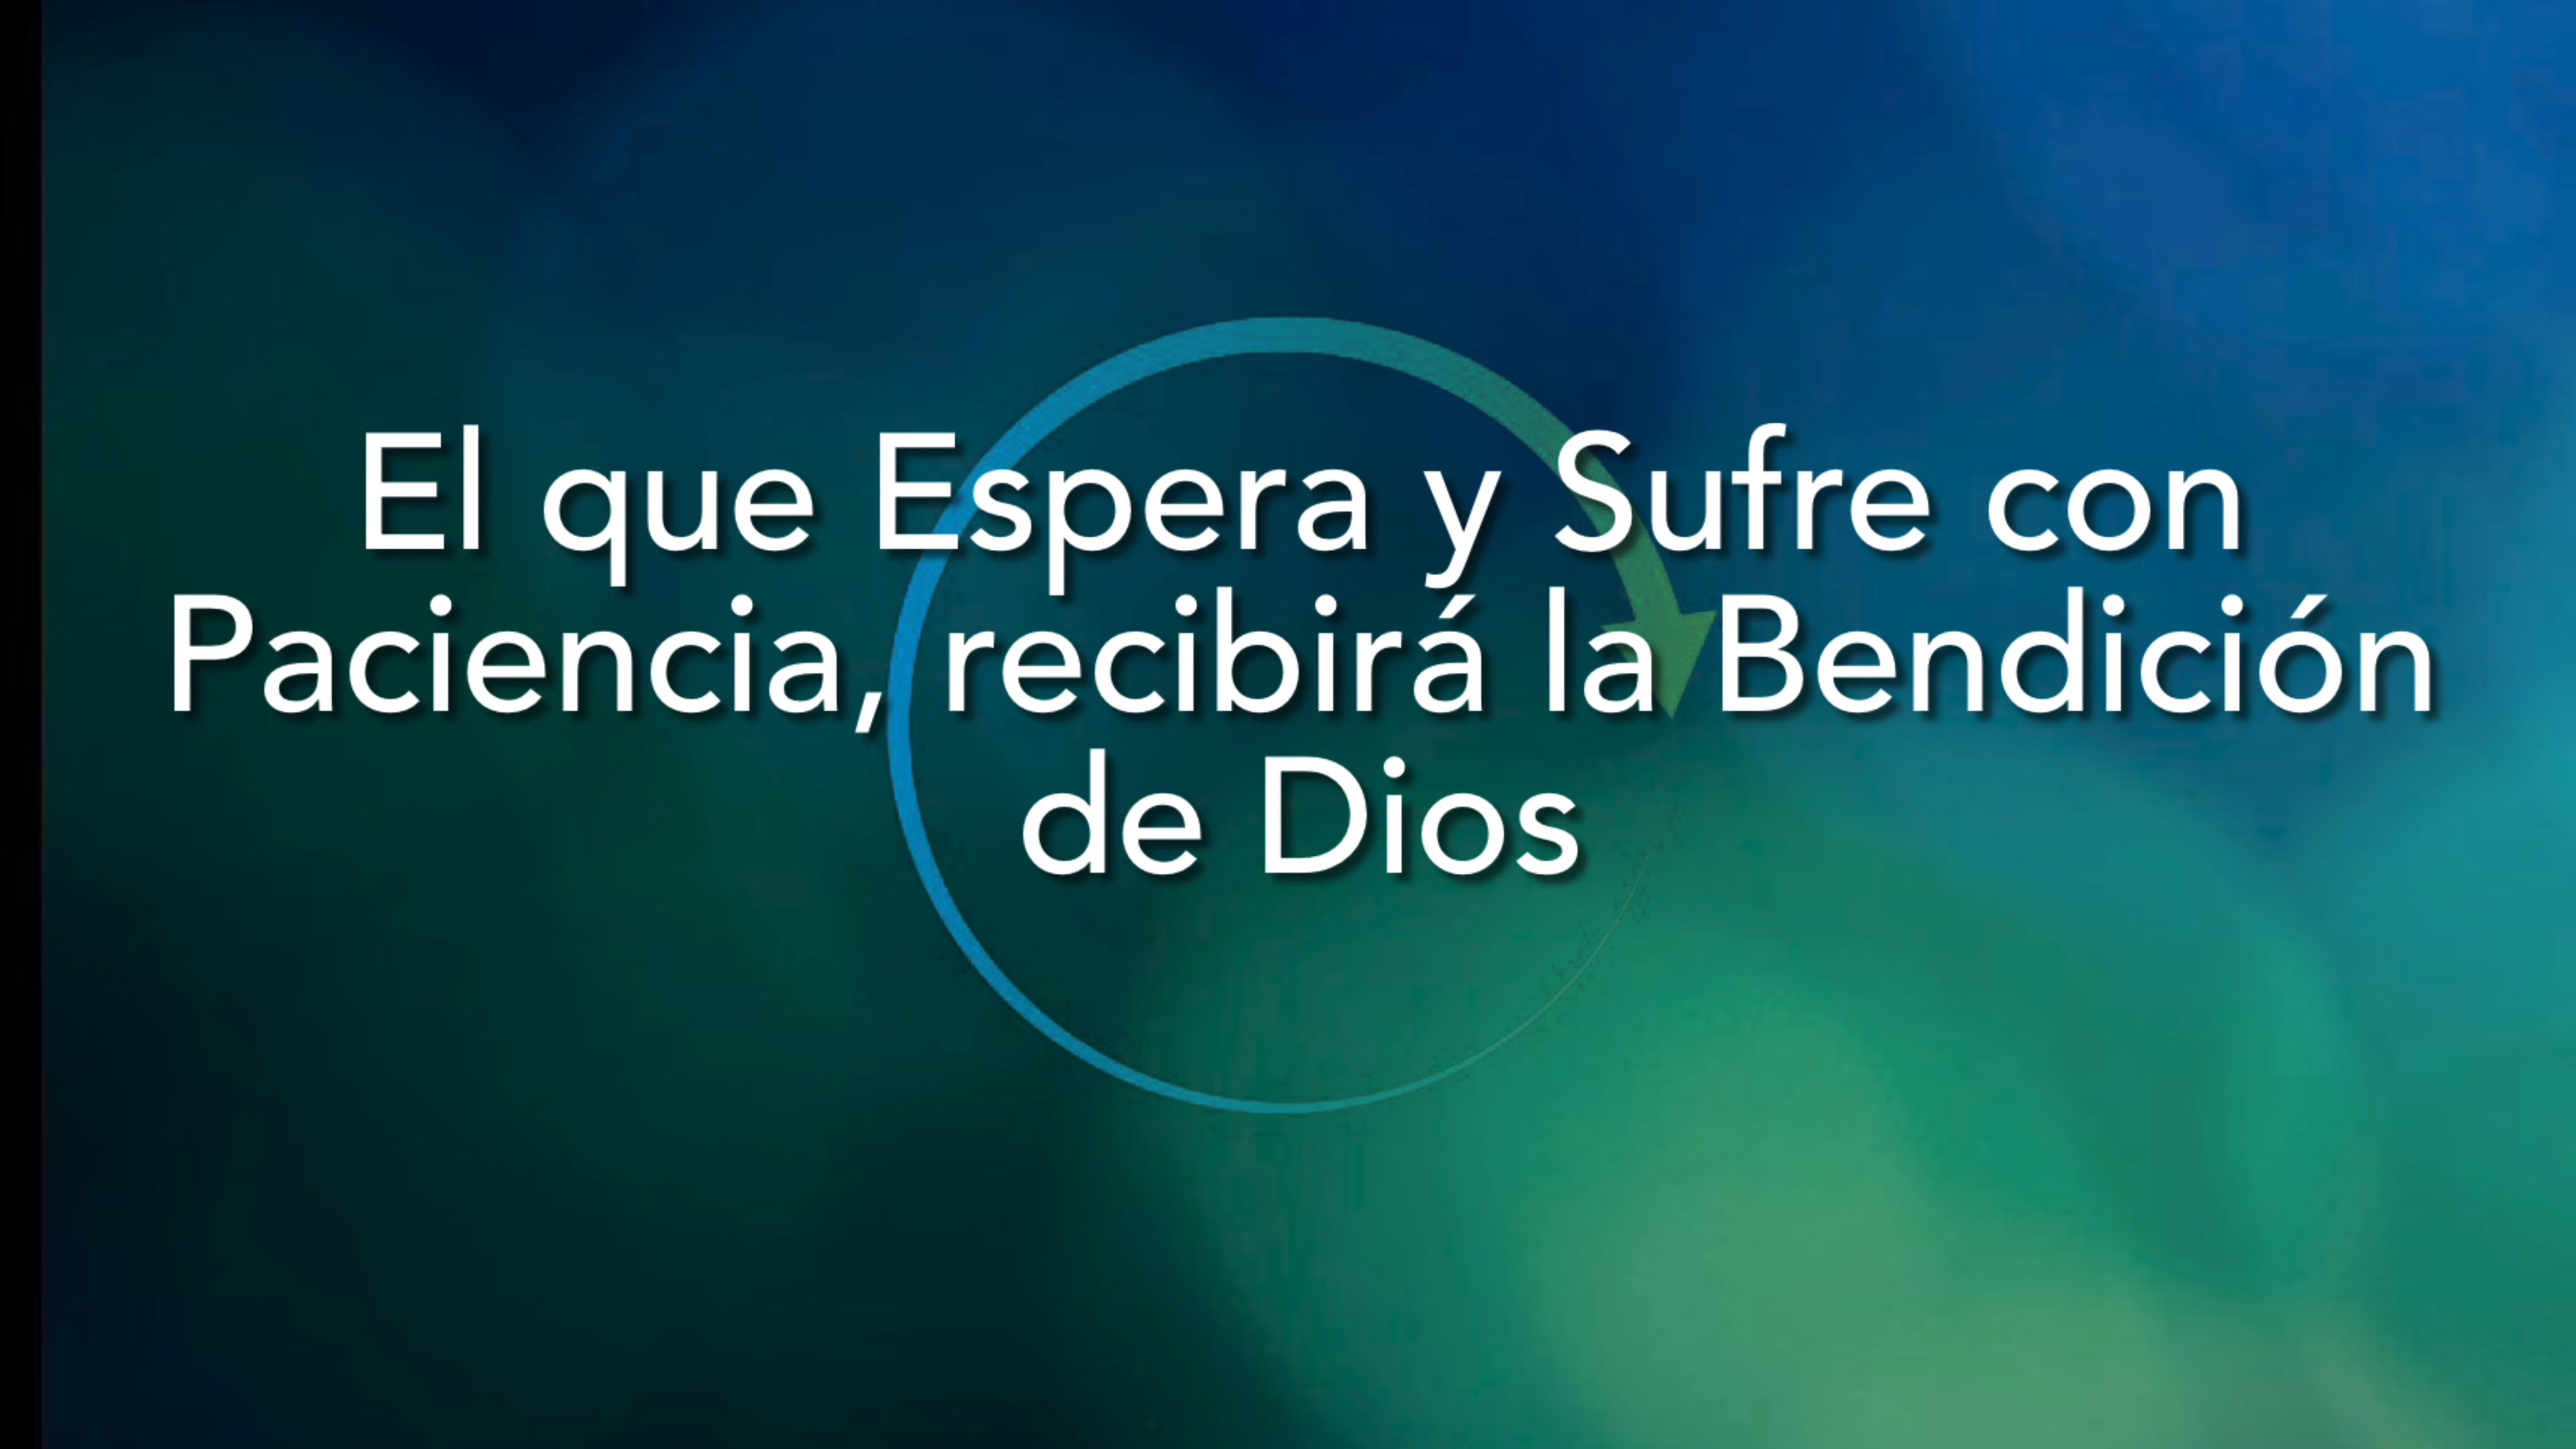 El que Espera y Sufre con
Paciencia, recibirá la Bendición
de Dios